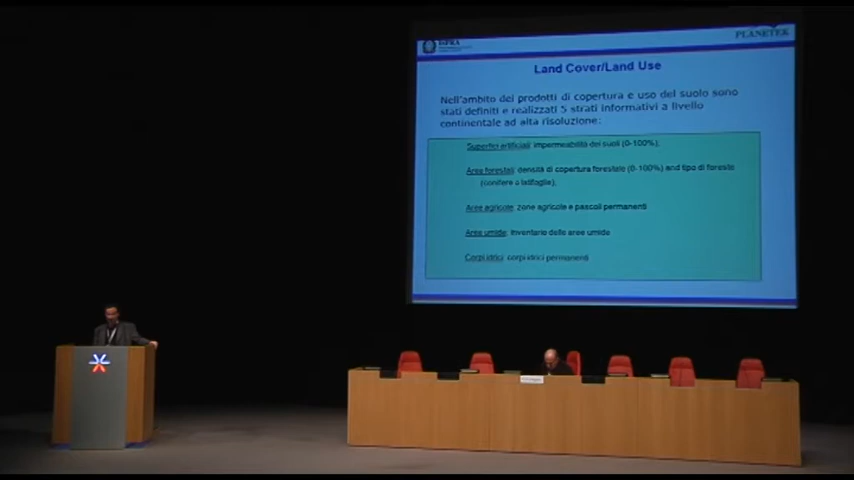 ISPRA
PLANETEK
Land Cover/Land Use
Nell'ambito dei prodotti di copertura e uso del suolo sono
stati definiti e realizzati 5 strati informativi a livello
continentale ad alta risoluzione:
Superfici artificiali: impermeabilità dei suoli (0-100%),
Aree forestali: densità di copertura forestale (0-100%) and tipo di foreste
(conifere o latifoglie),
Aree agricole: zone agricole e pascoli permanenti
Aree umide: inventario delle aree umide
Corpi idrici: corpi idrici permanenti